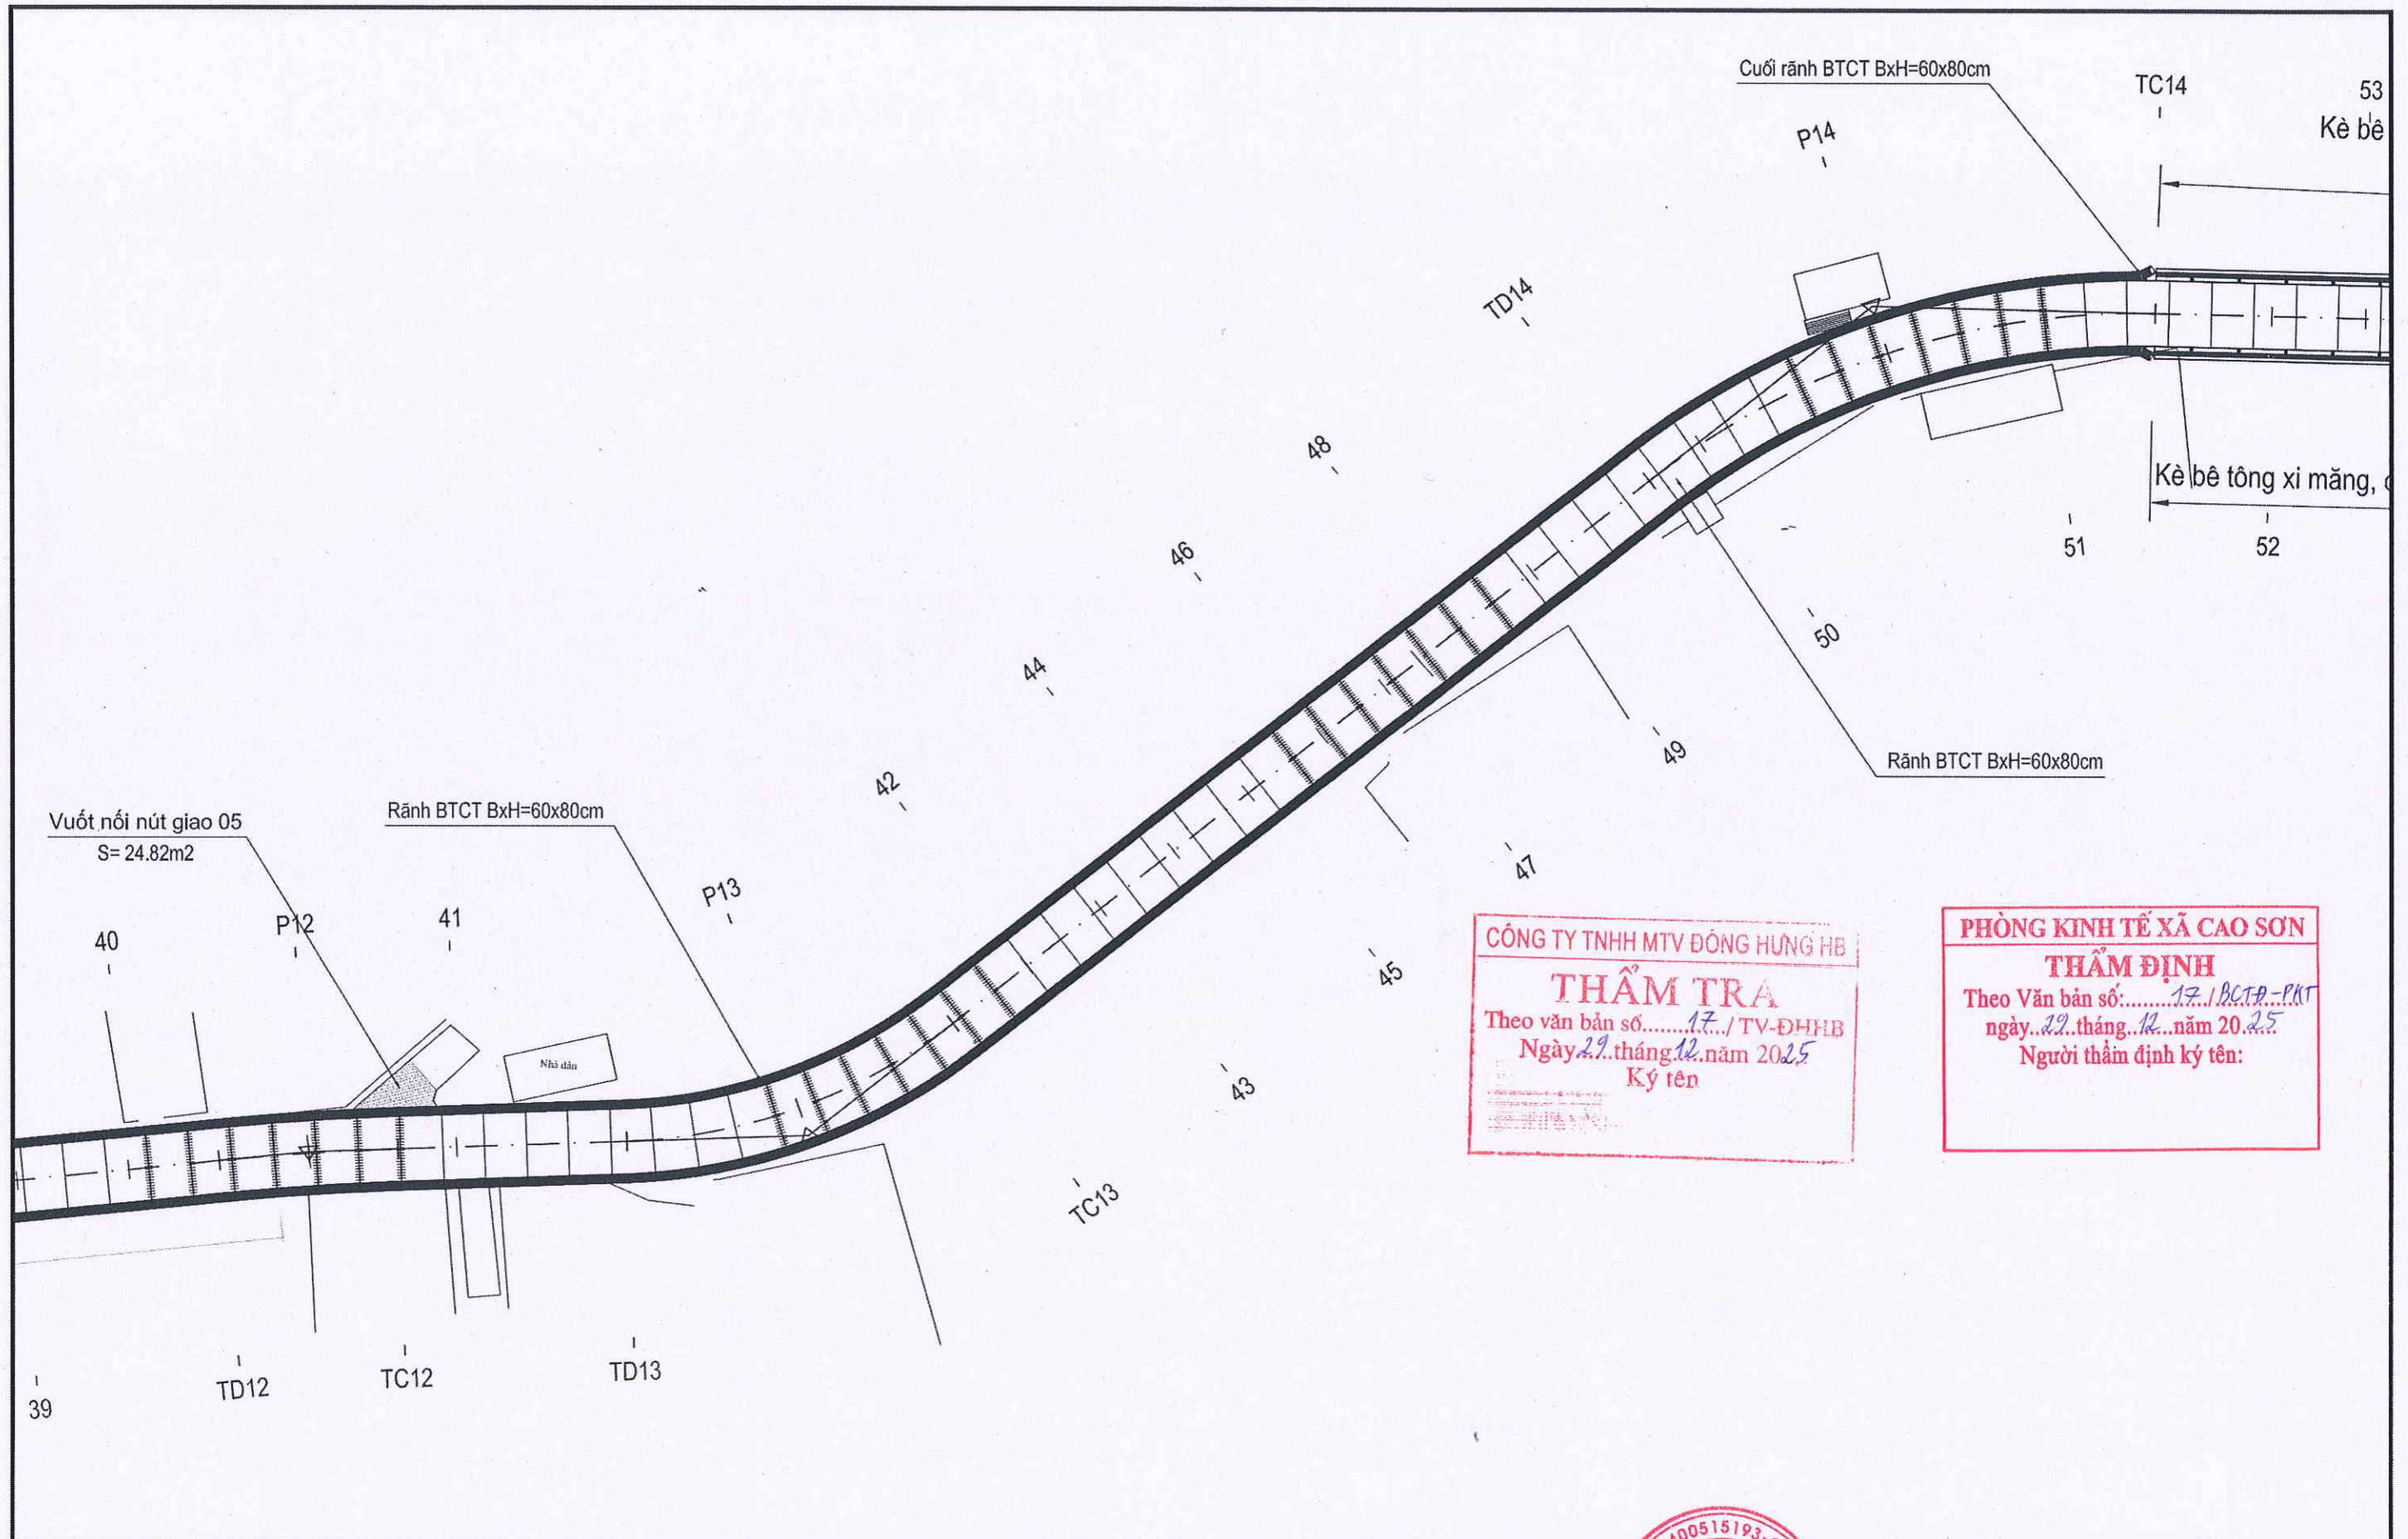 Cuối rãnh BTCT BxH=60x80cm
TC14
53
Kè bê
P14
TD14
48
46
44
42
Kè bê tông xi măng,
51
52
50
49
Rãnh BTCT BxH=60x80cm
47
45
43
TC13
Vuốt nối nút giao 05
S= 24.82m2
Rãnh BTCT BxH=60x80cm
P13
40
P12
41
Nhà dân
39
TD12
TC12
TD13
CÔNG TY TNHH MTV ĐÔNG HƯNG HB
THẨM TRA
Theo văn bản số........17.../ TV-ĐHHB
Ngày.29.tháng.12.năm 2025
Ký tên
PHÒNG KINH TẾ XÃ CAO SƠN
THẨM ĐỊNH
Theo Văn bản số:........17../BCTĐ-PKT
ngày..29..tháng..12...năm 20.25
Người thẩm định ký tên:
00515193